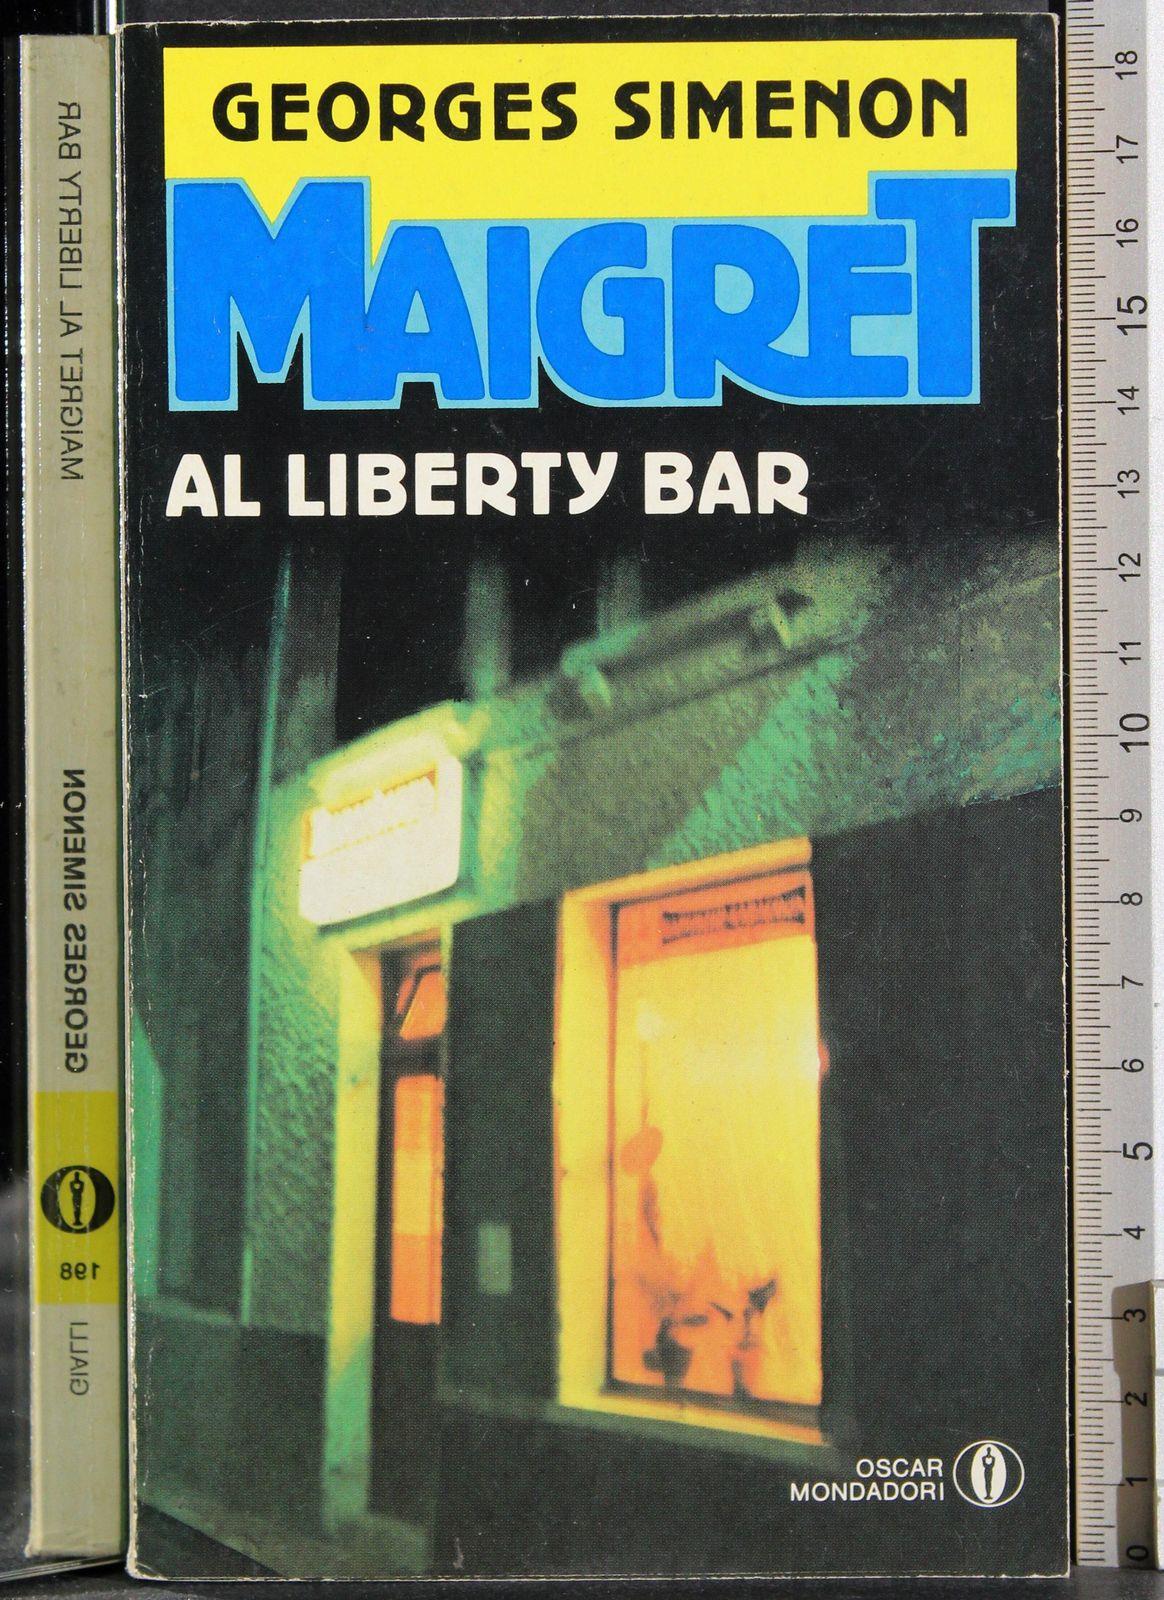 GEORGES SIMENON
MAIGRET
AL LIBERTY BAR
OSCAR
MONDADORI
MAIGRET AL LIBERTY BAR
GEORGES SIMENON
198
GIALLI
18
17
16
15
14
13
12
11
10
9
8
7
6
5
4
3
2
1
0